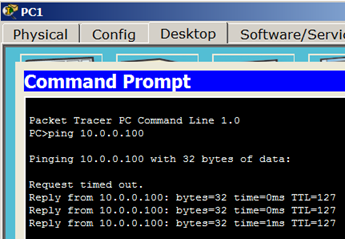 PC1
Physical Config Desktop Software/Servi
Command Prompt
Packet Tracer PC Command Line 1.0
PC>ping 10.0.0.100
Pinging 10.0.0.100 with 32 bytes of data:
Request timed out.
Reply from 10.0.0.100: bytes=32 time=0ms TTL=127
Reply from 10.0.0.100: bytes=32 time=0ms TTL=127
Reply from 10.0.0.100: bytes=32 time=1ms TTL=127